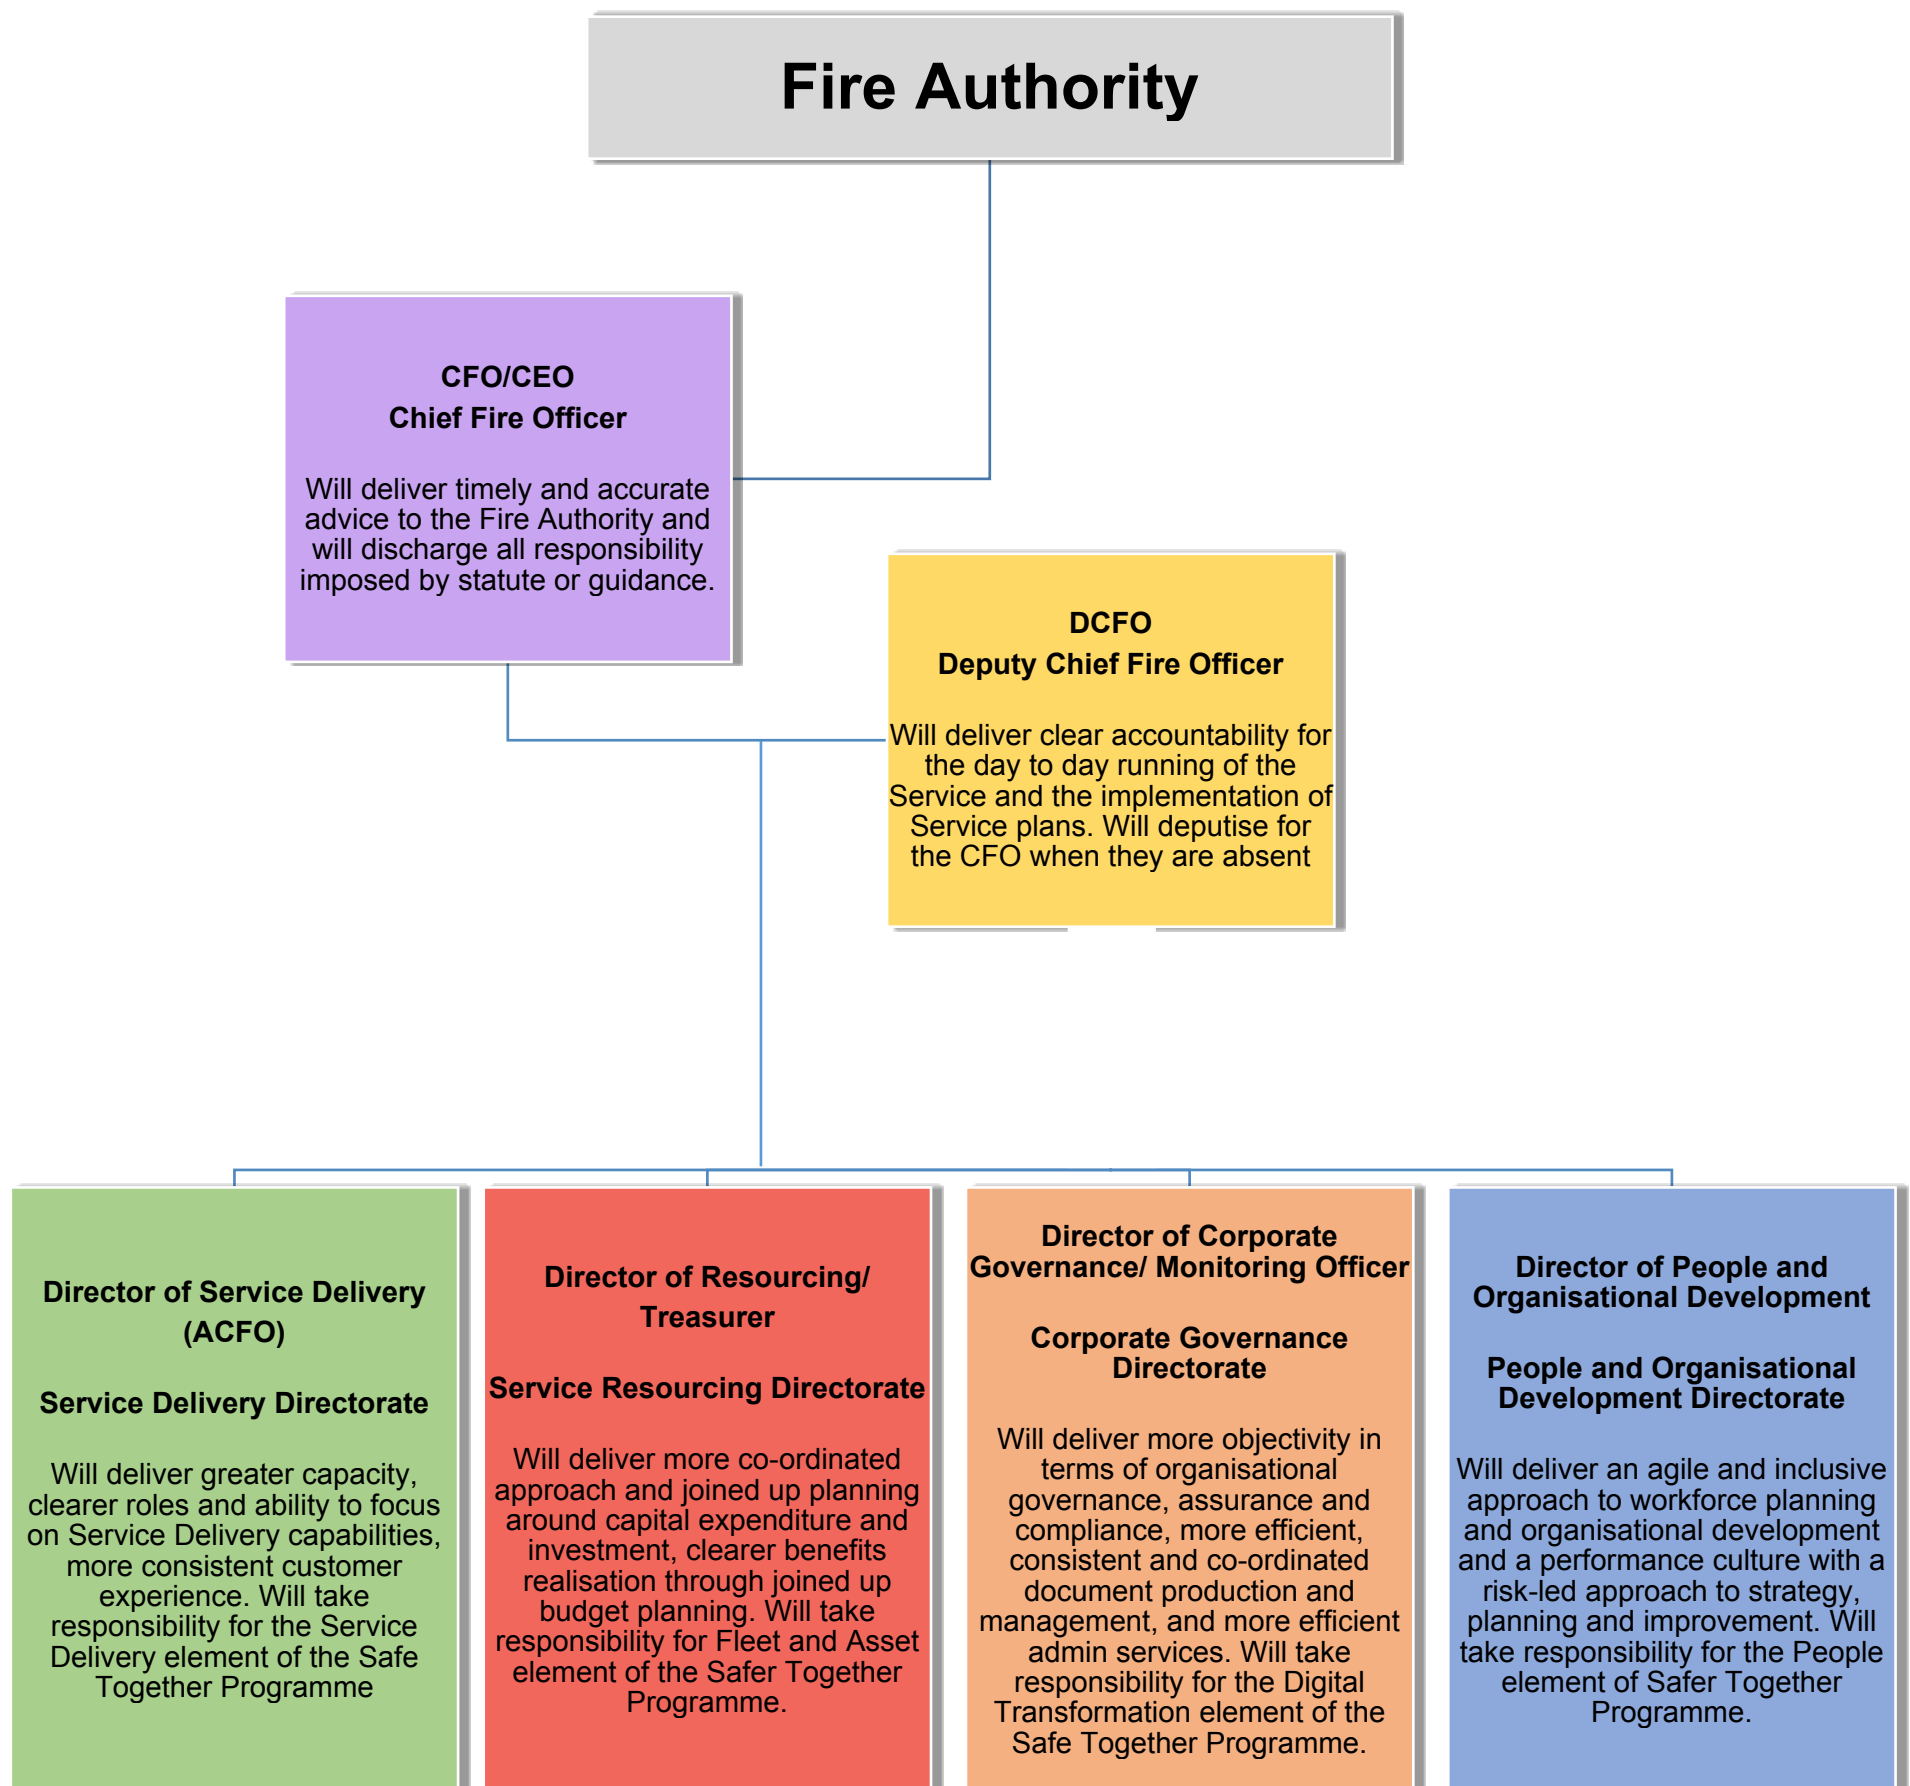 Fire Authority
CFO/CEO
Chief Fire Officer
Will deliver timely and accurate
advice to the Fire Authority and
will discharge all responsibility
imposed by statute or guidance.
DCFO
Deputy Chief Fire Officer
Will deliver clear accountability for
the day to day running of the
Service and the implementation of
Service plans. Will deputise for
the CFO when they are absent
Director of Service Delivery
(ACFO)
Service Delivery Directorate
Will deliver greater capacity,
clearer roles and ability to focus
on Service Delivery capabilities,
more consistent customer
experience. Will take
responsibility for the Service
Delivery element of the Safe
Together Programme
Director of Resourcing/
Treasurer
Service Resourcing Directorate
Will deliver more co-ordinated
approach and joined up planning
around capital expenditure and
investment, clearer benefits
realisation through joined up
budget planning. Will take
responsibility for Fleet and Asset
element of the Safer Together
Programme.
Director of Corporate
Governance/ Monitoring Officer
Corporate Governance
Directorate
Will deliver more objectivity in
terms of organisational
governance, assurance and
compliance, more efficient,
consistent and co-ordinated
document production and
management, and more efficient
admin services. Will take
responsibility for the Digital
Transformation element of the
Safe Together Programme.
Director of People and
Organisational Development
People and Organisational
Development Directorate
Will deliver an agile and inclusive
approach to workforce planning
and organisational development
and a performance culture with a
risk-led approach to strategy,
planning and improvement. Will
take responsibility for the People
element of Safer Together
Programme.